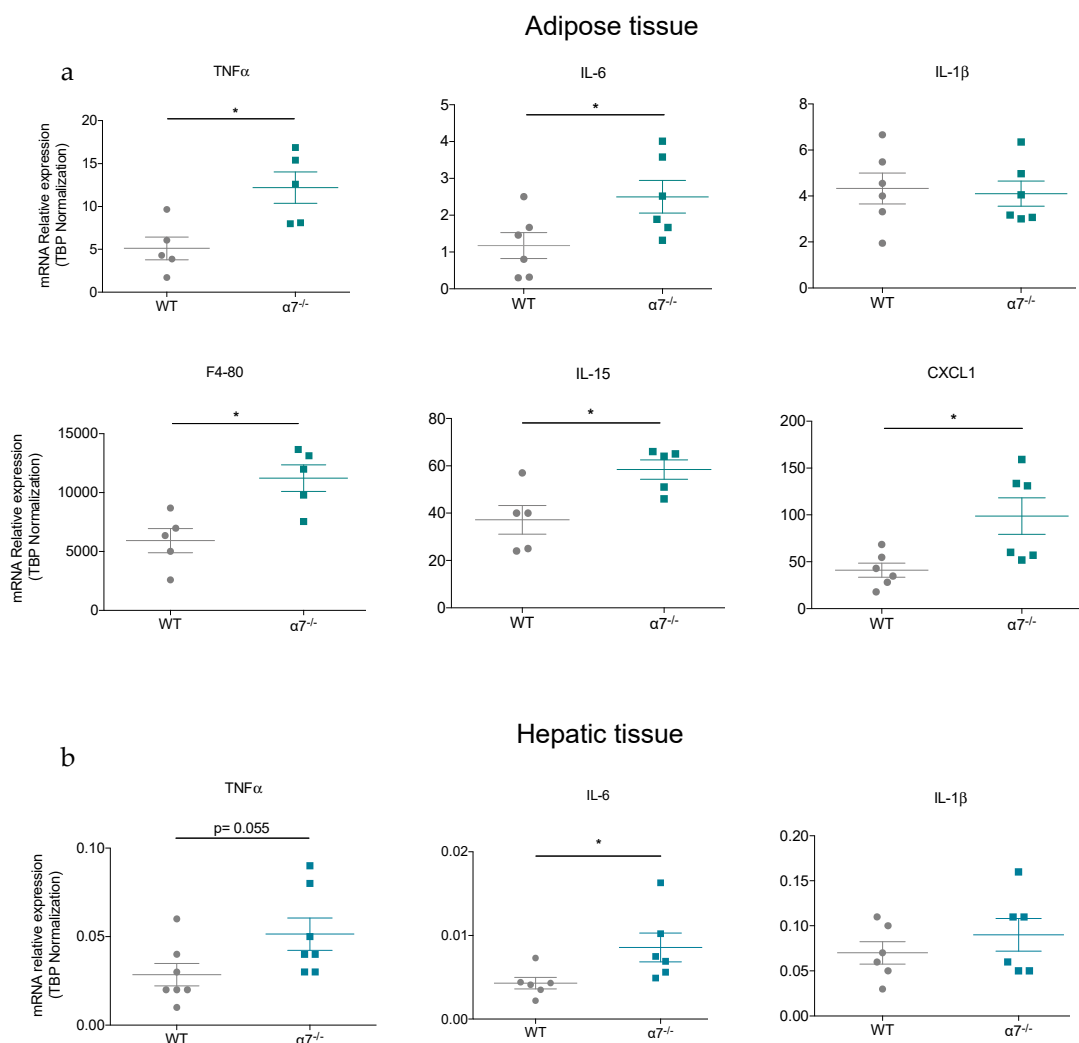 Adipose tissue
a
TNFα
IL-6
IL-1β
mRNA Relative expression
(TBP Normalization)
*
20
15
10
5
0
WT
α7-/-
*
5
4
3
2
1
0
WT
α7-/-
8
6
4
2
0
WT
α7-/-
F4-80
IL-15
CXCL1
mRNA Relative expression
(TBP Normalization)
*
15000
10000
5000
0
WT
α7-/-
*
80
60
40
20
0
WT
α7-/-
*
200
150
100
50
0
WT
α7-/-
Hepatic tissue
b
TNFα
IL-6
IL-1β
mRNA relative expression
(TBP Normalization)
p= 0.055
0.10
0.05
0.00
WT
α7-/-
*
0.02
0.01
0.00
WT
α7-/-
0.20
0.15
0.10
0.05
0.00
WT
α7-/-